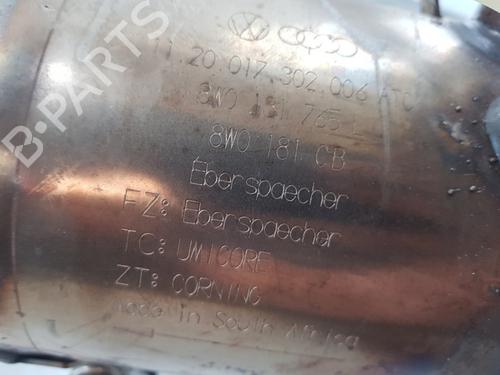 11.20 017.302.006 ATC
8W0 131 765 L
8W0 181 CB
Eberspaecher
FZ: Eberspaecher
TC: UMICORE
ZT: CORNING
made in South Africa